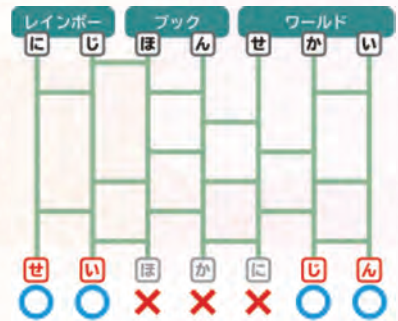 レインボー ブック ワールド
に じ ほ ん せ か い
せ い ほ か に じ ん